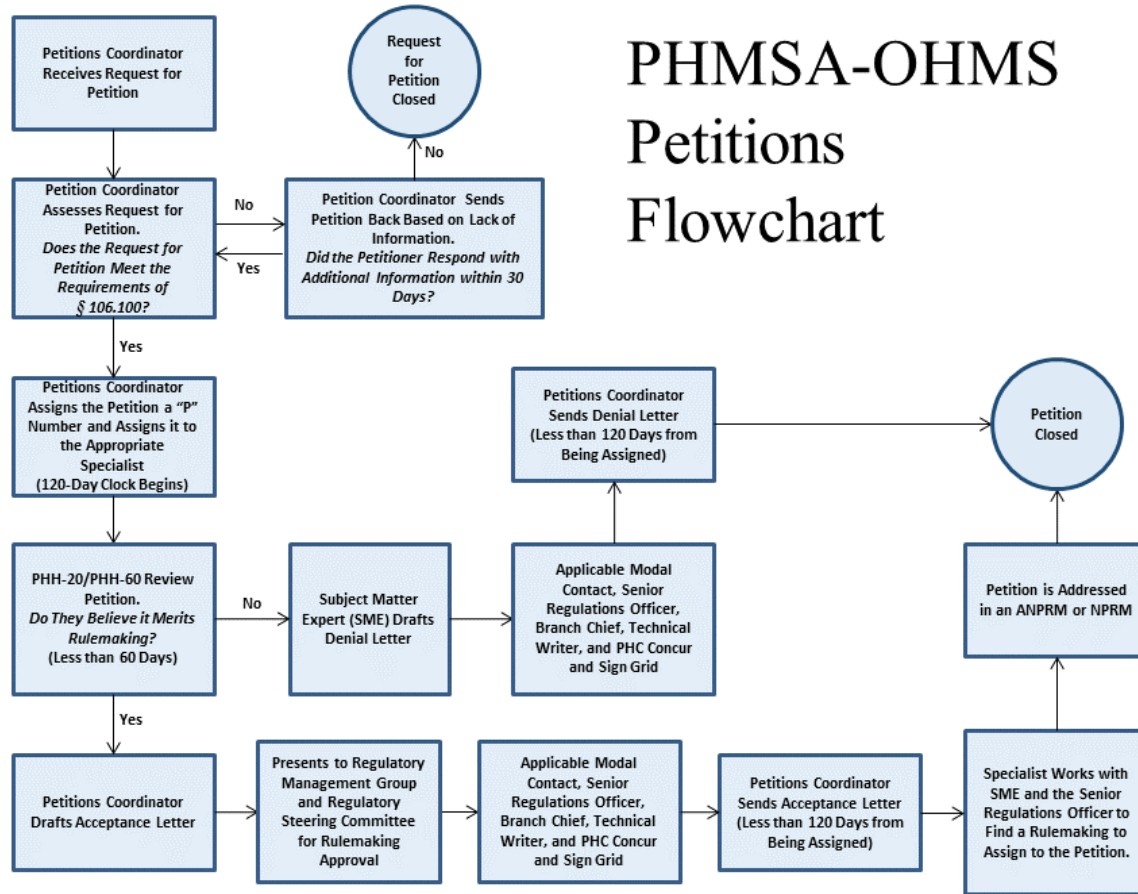 PHMSA-OHMS
Petitions
Flowchart
Petitions Coordinator
Receives Request for
Petition
Request
for
Petition
Closed
No
Petition Coordinator
Assesses Request for
Petition.
Does the Request for
Petition Meet the
Requirements of
§ 106.100?
No
Yes
Petition Coordinator Sends
Petition Back Based on Lack of
Information.
Did the Petitioner Respond with
Additional Information within 30
Days?
Yes
Petitions Coordinator
Assigns the Petition a “P”
Number and Assigns it to
the Appropriate
Specialist
(120-Day Clock Begins)
Petitions Coordinator
Sends Denial Letter
(Less than 120 Days from
Being Assigned)
Petition
Closed
PHH-20/PHH-60 Review
Petition.
Do They Believe it Merits
Rulemaking?
(Less than 60 Days)
No
Subject Matter
Expert (SME) Drafts
Denial Letter
Applicable Modal
Contact, Senior
Regulations Officer,
Branch Chief, Technical
Writer, and PHC Concur
and Sign Grid
Petition is Addressed
in an ANPRM or NPRM
Yes
Petitions Coordinator
Drafts Acceptance Letter
Presents to Regulatory
Management Group
and Regulatory
Steering Committee
for Rulemaking
Approval
Applicable Modal
Contact, Senior
Regulations Officer,
Branch Chief, Technical
Writer, and PHC Concur
and Sign Grid
Petitions Coordinator
Sends Acceptance Letter
(Less than 120 Days from
Being Assigned)
Specialist Works with
SME and the Senior
Regulations Officer to
Find a Rulemaking to
Assign to the Petition.